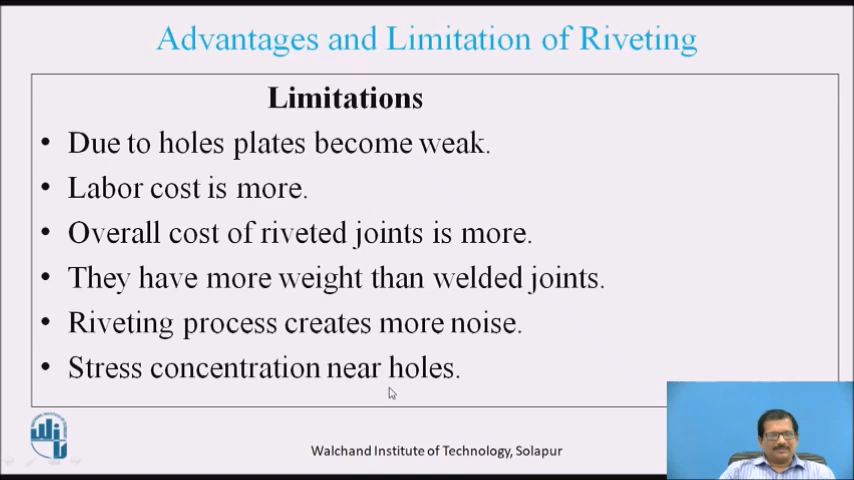 Advantages and Limitation of Riveting
Limitations
• Due to holes plates become weak.
• Labor cost is more.
• Overall cost of riveted joints is more.
• They have more weight than welded joints.
• Riveting process creates more noise.
• Stress concentration near holes.
Walchand Institute of Technology, Solapur